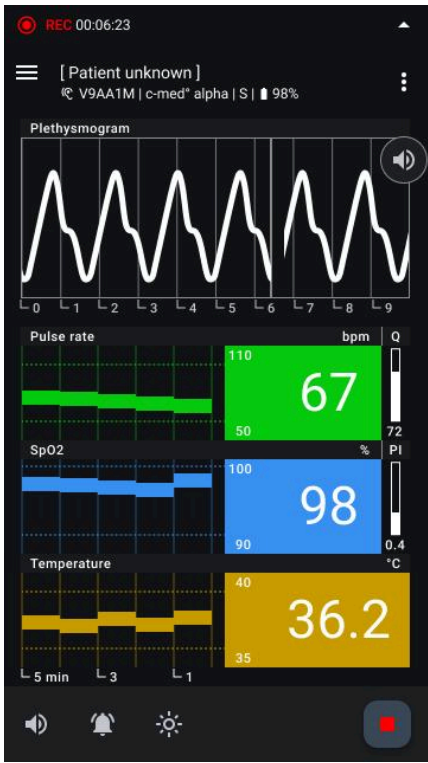 REC 00:06:23
[ Patient unknown ]
V9AA1M | c-med° alpha | S | 98%
Plethysmogram
0 1 2 3 4 5 6 7 8 9
Pulse rate bpm Q
110
67
50 72
SpO2 % PI
100
98
90 0.4
Temperature °C
40
36.2
35
5 min 3 1